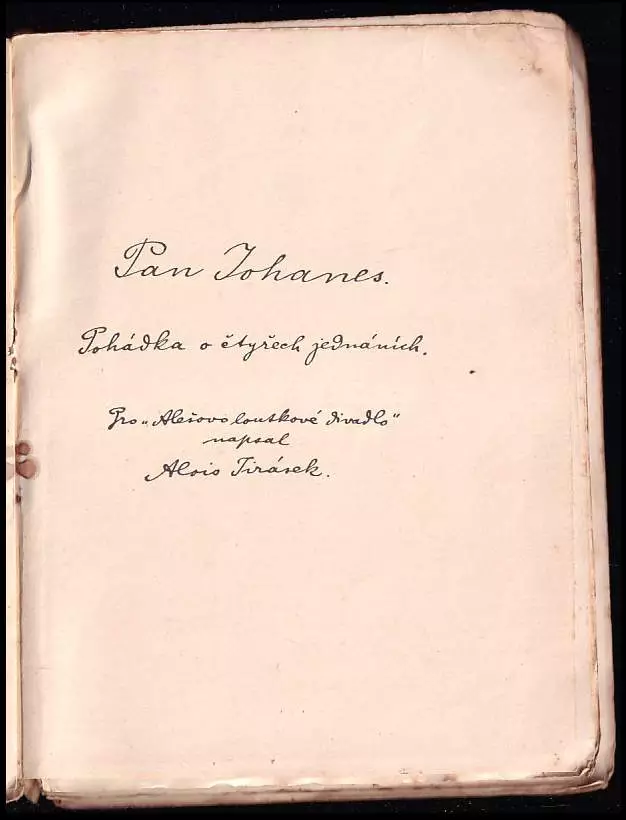 Pan Johanes.
Pohádka o čtyřech jednáních.
Pro „Alešovo loutkové divadlo"
napsal
Alois Jirásek.